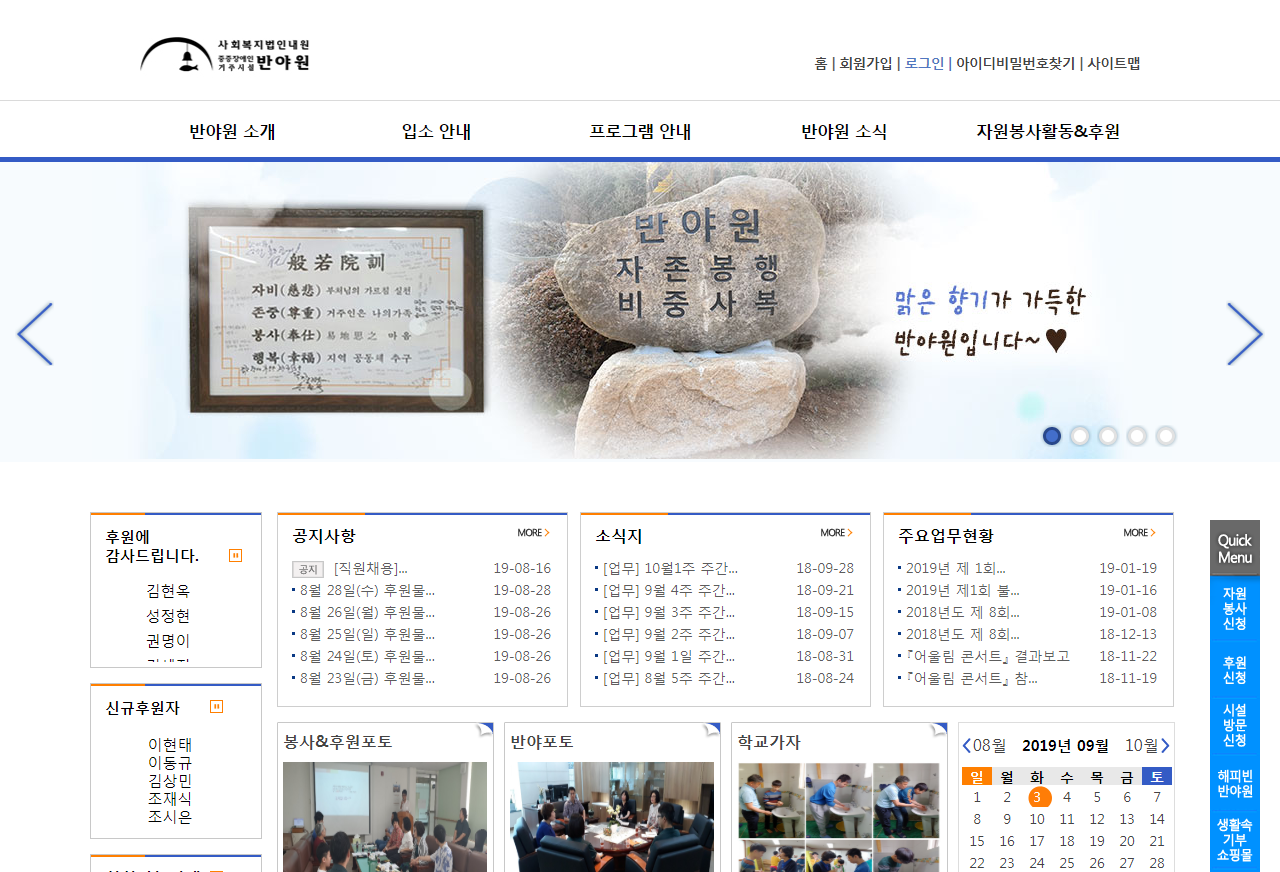 사회복지법인내원
중증장애인
거주시설 반야원
홈 | 회원가입 | 로그인 | 아이디비밀번호찾기 | 사이트맵
반야원 소개 입소 안내 프로그램 안내 반야원 소식 자원봉사활동&후원
般若院訓
자비(慈悲) 부처님의 가르침 실천
존중(尊重) 거주인은 나의가족
봉사(奉仕) 易地思之 마음
행복(幸福) 지역 공동체 추구
반야원
자존봉행
비중사복
맑은 향기가 가득한
반야원입니다~♥
후원에
감사드립니다.
김현옥
성정현
권명이
신규후원자
이현태
이동규
김상민
조재식
조시은
공지사항 MORE
공지 [직원채용]... 19-08-16
8월 28일(수) 후원물... 19-08-28
8월 26일(월) 후원물... 19-08-26
8월 25일(일) 후원물... 19-08-26
8월 24일(토) 후원물... 19-08-26
8월 23일(금) 후원물... 19-08-26
소식지 MORE
[업무] 10월1주 주간... 18-09-28
[업무] 9월 4주 주간... 18-09-21
[업무] 9월 3주 주간... 18-09-15
[업무] 9월 2주 주간... 18-09-07
[업무] 9월 1일 주간... 18-08-31
[업무] 8월 5주 주간... 18-08-24
주요업무현황 MORE
2019년 제 1회... 19-01-19
2019년 제1회 불... 19-01-16
2018년도 제 8회... 19-01-08
2018년도 제 8회... 18-12-13
『어울림 콘서트』 결과보고 18-11-22
『어울림 콘서트』 참... 18-11-19
봉사&후원포토
반야포토
학교가자
08월 2019년 09월 10월
일 월 화 수 목 금 토
1 2 3 4 5 6 7
8 9 10 11 12 13 14
15 16 17 18 19 20 21
22 23 24 25 26 27 28
Quick
Menu
자원
봉사
신청
후원
신청
시설
방문
신청
해피빈
반야원
생활속
기부
쇼핑몰